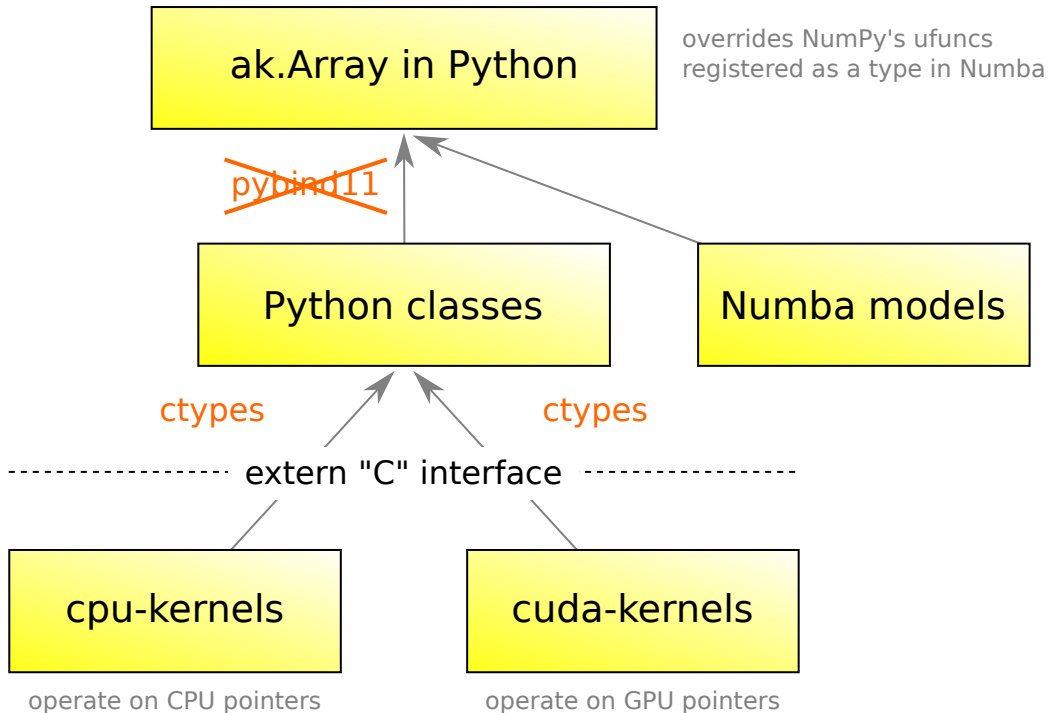 ak.Array in Python
overrides NumPy's ufuncs
registered as a type in Numba
pybind11
Python classes
Numba models
ctypes
ctypes
extern "C" interface
cpu-kernels
cuda-kernels
operate on CPU pointers
operate on GPU pointers